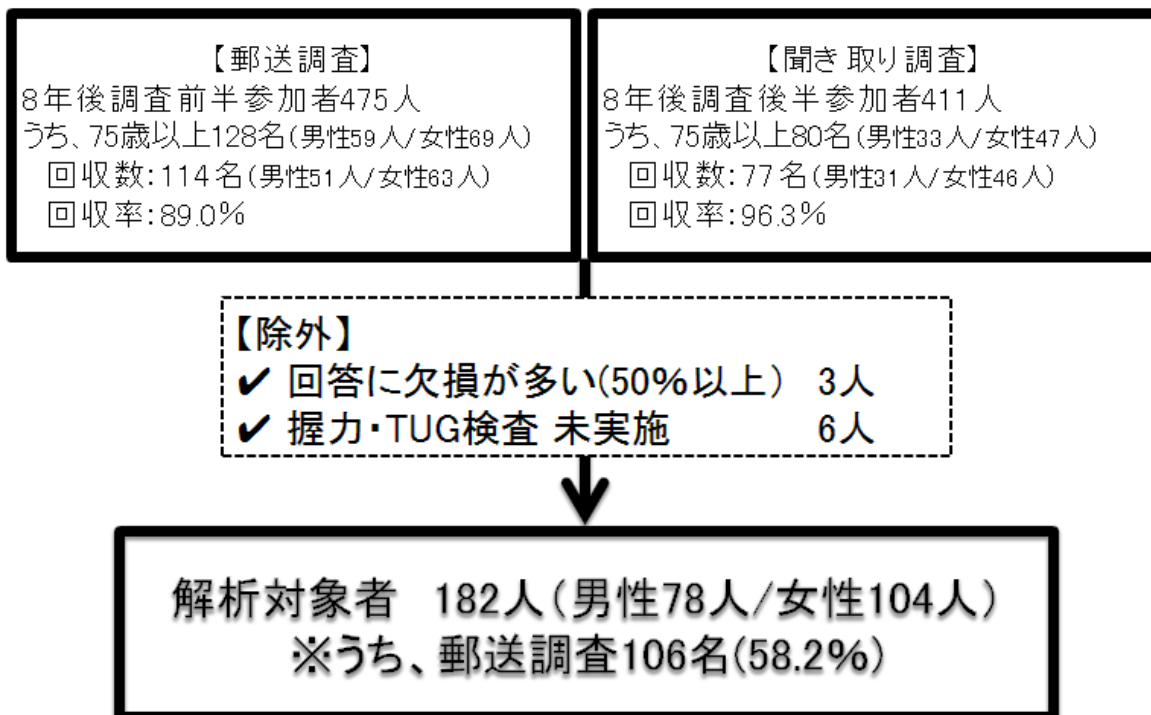 【郵送調査】
8年後調査前半参加者475人
うち、75歳以上128名(男性59人/女性69人)
回収数:114名(男性51人/女性63人)
回収率:89.0%
【聞き取り調査】
8年後調査後半参加者411人
うち、75歳以上80名(男性33人/女性47人)
回収数:77名(男性31人/女性46人)
回収率:96.3%
【除外】
✔ 回答に欠損が多い(50%以上) 3人
✔ 握力・TUG検査 未実施 6人
解析対象者 182人(男性78人/女性104人)
※うち、郵送調査106名(58.2%)